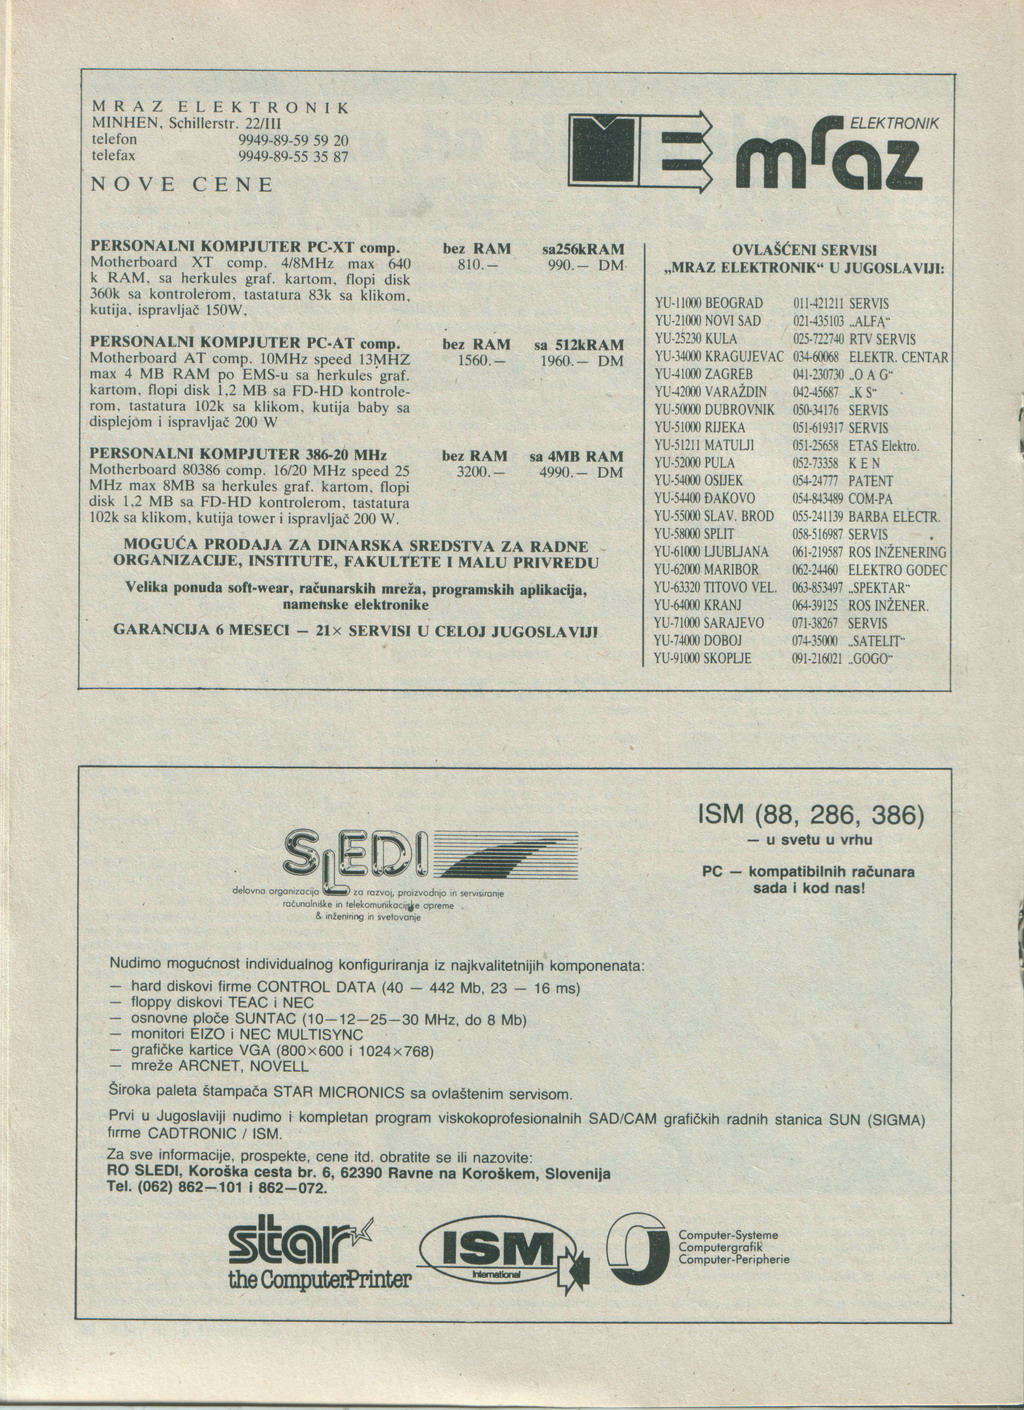 MRAZ ELEKTRONIK
MINHEN, Schillerstr. 22/III
telefon 9949-89-59 59 20
telefax 9949-89-55 35 87
NOVE CENE
ME mraz ELEKTRONIK
PERSONALNI KOMPJUTER PC-XT comp. bez RAM sa256kRAM
Motherboard XT comp. 4/8MHz max 640 810.— 990.— DM
k RAM, sa herkules graf. kartom, flopi disk
360k sa kontrolerom, tastatura 83k sa klikom,
kutija, ispravljač 150W,
PERSONALNI KOMPJUTER PC-AT comp. bez RAM sa 512kRAM
Motherboard AT comp. 10MHz speed 13MHZ 1560.— 1960.— DM
max 4 MB RAM po EMS-u sa herkules graf.
kartom, flopi disk 1,2 MB sa FD-HD kontrole-
rom, tastatura 102k sa klikom, kutija baby sa
displejom i ispravljač 200 W
PERSONALNI KOMPJUTER 386-20 MHz bez RAM sa 4MB RAM
Motherboard 80386 comp. 16/20 MHz speed 25 3200.— 4990.— DM
MHz max 8MB sa herkules graf. kartom, flopi
disk 1,2 MB sa FD-HD kontrolerom, tastatura
102k sa klikom, kutija tower i ispravljač 200 W.
MOGUĆA PRODAJA ZA DINARSKA SREDSTVA ZA RADNE
ORGANIZACIJE, INSTITUTE, FAKULTETE I MALU PRIVREDU
Velika ponuda soft-wear, računarskih mreža, programskih aplikacija,
namenske elektronike
GARANCIJA 6 MESECI — 21× SERVISI U CELOJ JUGOSLAVIJI
OVLAŠĆENI SERVISI
„MRAZ ELEKTRONIK“ U JUGOSLAVIJI:
YU-11000 BEOGRAD 011-421211 SERVIS
YU-21000 NOVI SAD 021-435103 „ALFA“
YU-25230 KULA 025-722740 RTV SERVIS
YU-34000 KRAGUJEVAC 034-60068 ELEKTR. CENTAR
YU-41000 ZAGREB 041-230730 „O A G“
YU-42000 VARAŽDIN 042-45687 „K S“
YU-50000 DUBROVNIK 050-34176 SERVIS
YU-51000 RIJEKA 051-619317 SERVIS
YU-51211 MATULJI 051-25658 ETAS Elektro.
YU-52000 PULA 052-73358 K E N
YU-54000 OSIJEK 054-24777 PATENT
YU-54400 ĐAKOVO 054-843489 COM-PA
YU-55000 SLAV. BROD 055-241139 BARBA ELECTR.
YU-58000 SPLIT 058-516987 SERVIS
YU-61000 LJUBLJANA 061-219587 ROS INŽENERING
YU-62000 MARIBOR 062-24460 ELEKTRO GODEC
YU-63320 TITOVO VEL. 063-853497 „SPEKTAR“
YU-64000 KRANJ 064-39125 ROS INŽENER.
YU-71000 SARAJEVO 071-38267 SERVIS
YU-74000 DOBOJ 074-35000 „SATELIT“
YU-91000 SKOPLJE 091-216021 „GOGO“
SLEDI
delovna organizacija za razvoj, proizvodnjo in servisiranje
računalniške in telekomunikacijske opreme
& inženiring in svetovanje
ISM (88, 286, 386)
— u svetu u vrhu
PC — kompatibilnih računara
sada i kod nas!
Nudimo mogućnost individualnog konfiguriranja iz najkvalitetnijih komponenata:
— hard diskovi firme CONTROL DATA (40 — 442 Mb, 23 — 16 ms)
— floppy diskovi TEAC i NEC
— osnovne ploče SUNTAC (10—12—25—30 MHz, do 8 Mb)
— monitori EIZO i NEC MULTISYNC
— grafičke kartice VGA (800×600 i 1024×768)
— mreže ARCNET, NOVELL
Široka paleta štampača STAR MICRONICS sa ovlaštenim servisom.
Prvi u Jugoslaviji nudimo i kompletan program viskokoprofesionalnih SAD/CAM grafičkih radnih stanica SUN (SIGMA)
firme CADTRONIC / ISM.
Za sve informacije, prospekte, cene itd. obratite se ili nazovite:
RO SLEDI, Koroška cesta br. 6, 62390 Ravne na Koroškem, Slovenija
Tel. (062) 862—101 i 862—072.
star
the ComputerPrinter
ISM
International
Computer-Systeme
Computergrafik
Computer-Peripherie